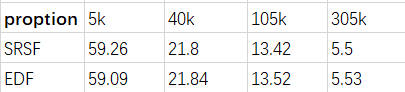 proption 5k 40k 105k 305k
SRSF 59.26 21.8 13.42 5.5
EDF 59.09 21.84 13.52 5.53